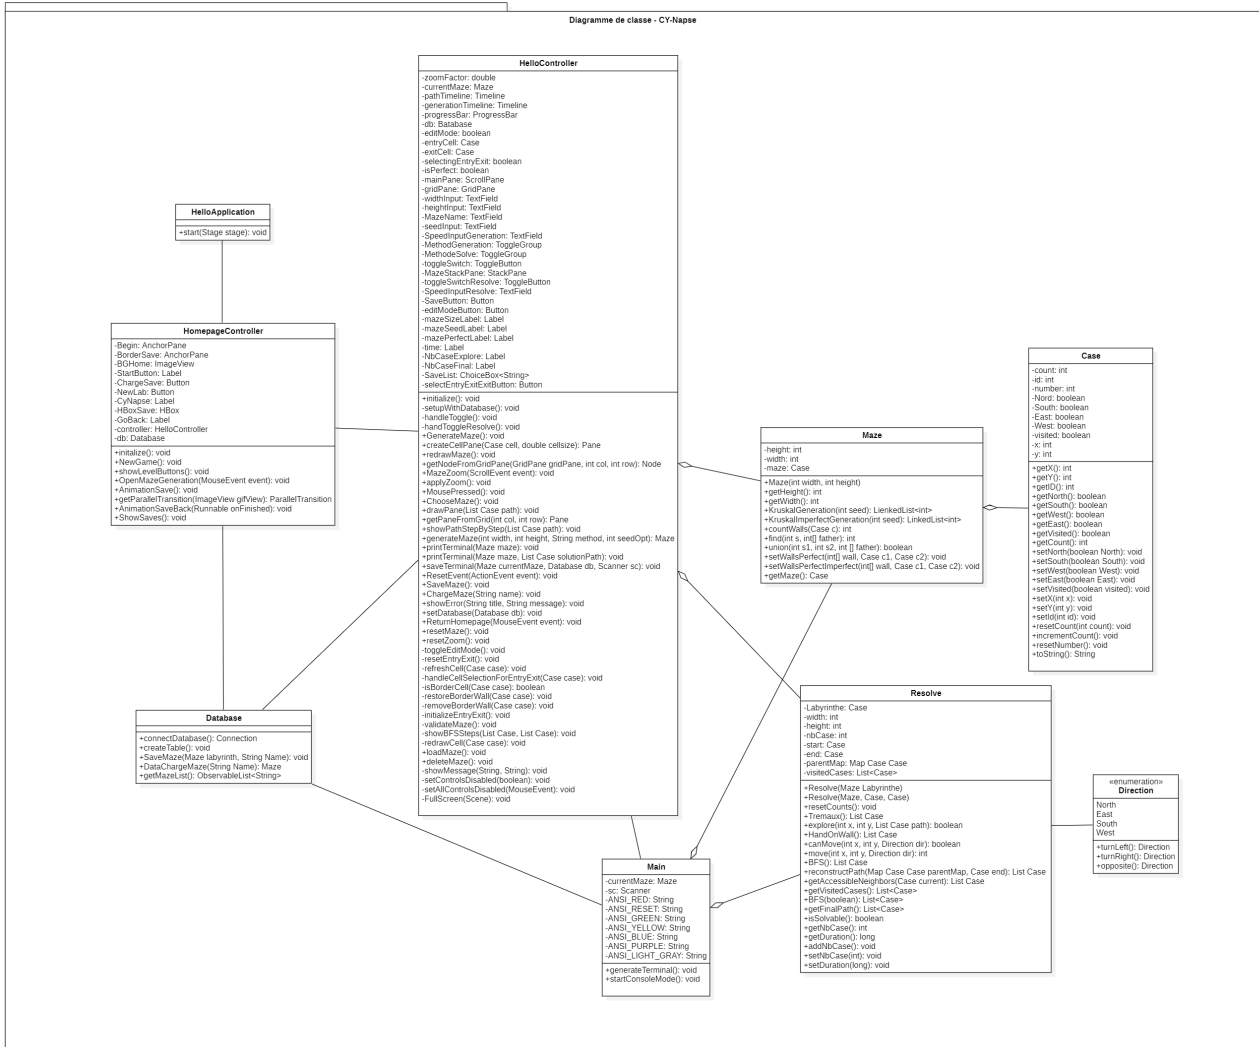 Diagramme de classe - CY-Napse
HelloController
-zoomFactor: double
-currentMaze: Maze
-pathTimeline: Timeline
-generationTimeline: Timeline
-progressBar: ProgressBar
-db: Batabase
-editMode: boolean
-entryCell: Case
-exitCell: Case
-selectingEntryExit: boolean
-isPerfect: boolean
-mainPane: ScrollPane
-gridPane: GridPane
-widthInput: TextField
-heightInput: TextField
-MazeName: TextField
-seedInput: TextField
-SpeedInputGeneration: TextField
-MethodGeneration: ToggleGroup
-MethodeSolve: ToggleGroup
-toggleSwitch: ToggleButton
-MazeStackPane: StackPane
-toggleSwitchResolve: ToggleButton
-SpeedInputResolve: TextField
-SaveButton: Button
-editModeButton: Button
-mazeSizeLabel: Label
-mazeSeedLabel: Label
-mazePerfectLabel: Label
-time: Label
-NbCaseExplore: Label
-NbCaseFinal: Label
-SaveList: ChoiceBox<String>
-selectEntryExitExitButton: Button
+initialize(): void
-setupWithDatabase(): void
-handleToggle(): void
-handToggleResolve(): void
+GenerateMaze(): void
+createCellPane(Case cell, double cellsize): Pane
+redrawMaze(): void
+getNodeFromGridPane(GridPane gridPane, int col, int row): Node
+MazeZoom(ScrollEvent event): void
+applyZoom(): void
+MousePressed(): void
+ChooseMaze(): void
+drawPane(List Case path): void
+getPaneFromGrid(int col, int row): Pane
+showPathStepByStep(List Case path): void
+generateMaze(int width, int height, String method, int seedOpt): Maze
+printTerminal(Maze maze): void
+printTerminal(Maze maze, List Case solutionPath): void
+saveTerminal(Maze currentMaze, Database db, Scanner sc): void
+ResetEvent(ActionEvent event): void
+SaveMaze(): void
+ChargeMaze(String name): void
+showError(String title, String message): void
+setDatabase(Database db): void
+ReturnHomepage(MouseEvent event): void
+resetMaze(): void
+resetZoom(): void
-toggleEditMode(): void
-resetEntryExit(): void
-refreshCell(Case case): void
-handleCellSelectionForEntryExit(Case case): void
-isBorderCell(Case case): boolean
-restoreBorderWall(Case case): void
-removeBorderWall(Case case): void
-initializeEntryExit(): void
-validateMaze(): void
-showBFSSteps(List Case, List Case): void
-redrawCell(Case case): void
+loadMaze(): void
+deleteMaze(): void
-showMessage(String, String): void
-setControlsDisabled(boolean): void
-setAllControlsDisabled(MouseEvent): void
-FullScreen(Scene): void
HelloApplication
+start(Stage stage): void
HomepageController
-Begin: AnchorPane
-BorderSave: AnchorPane
-BGHome: ImageView
-StartButton: Label
-ChargeSave: Button
-NewLab: Button
-CyNapse: Label
-HBoxSave: HBox
-GoBack: Label
-controller: HelloController
-db: Database
+initalize(): void
+NewGame(): void
+showLevelButtons(): void
+OpenMazeGeneration(MouseEvent event): void
+AnimationSave(): void
+getParallelTransition(ImageView gifView): ParallelTransition
+AnimationSaveBack(Runnable onFinished): void
+ShowSaves(): void
Case
-count: int
-id: int
-number: int
-Nord: boolean
-South: boolean
-East: boolean
-West: boolean
-visited: boolean
-x: int
-y: int
+getX(): int
+getY(): int
+getID(): int
+getNorth(): boolean
+getSouth(): boolean
+getWest(): boolean
+getEast(): boolean
+getVisited(): boolean
+getCount(): int
+setNorth(boolean North): void
+setSouth(boolean South): void
+setWest(boolean West): void
+setEast(boolean East): void
+setVisited(boolean visited): void
+setX(int x): void
+setY(int y): void
+setId(int id): void
+resetCount(int count): void
+incrementCount(): void
+resetNumber(): void
+toString(): String
Maze
-height: int
-width: int
-maze: Case
+Maze(int width, int height)
+getHeight(): int
+getWidth(): int
+KruskalGeneration(int seed): LienkedList<int>
+KruskalImperfectGeneration(int seed): LinkedList<int>
+countWalls(Case c): int
+find(int s, int[] father): int
+union(int s1, int s2, int [] father): boolean
+setWallsPerfect(int[] wall, Case c1, Case c2): void
+setWallsPerfectImperfect(int[] wall, Case c1, Case c2): void
+getMaze(): Case
Resolve
-Labyrinthe: Case
-width: int
-height: int
-nbCase: int
-start: Case
-end: Case
-parentMap: Map Case Case
-visitedCases: List<Case>
+Resolve(Maze Labyrinthe)
+Resolve(Maze, Case, Case)
+resetCounts(): void
+Tremaux(): List Case
+explore(int x, int y, List Case path): boolean
+HandOnWall(): List Case
+canMove(int x, int y, Direction dir): boolean
+move(int x, int y, Direction dir): int
+BFS(): List Case
+reconstructPath(Map Case Case parentMap, Case end): List Case
+getAccessibleNeighbors(Case current): List Case
+getVisitedCases(): List<Case>
+BFS(boolean): List<Case>
+getFinalPath(): List<Case>
+isSolvable(): boolean
+getNbCase(): int
+getDuration(): long
+addNbCase(): void
+setNbCase(int): void
+setDuration(long): void
Database
+connectDatabase(): Connection
+createTable(): void
+SaveMaze(Maze labyrinth, String Name): void
+DataChargeMaze(String Name): Maze
+getMazeList(): ObservableList<String>
«enumeration»
Direction
North
East
South
West
+turnLeft(): Direction
+turnRight(): Direction
+opposite(): Direction
Main
-currentMaze: Maze
-sc: Scanner
-ANSI_RED: String
-ANSI_RESET: String
-ANSI_GREEN: String
-ANSI_YELLOW: String
-ANSI_BLUE: String
-ANSI_PURPLE: String
-ANSI_LIGHT_GRAY: String
+generateTerminal(): void
+startConsoleMode(): void